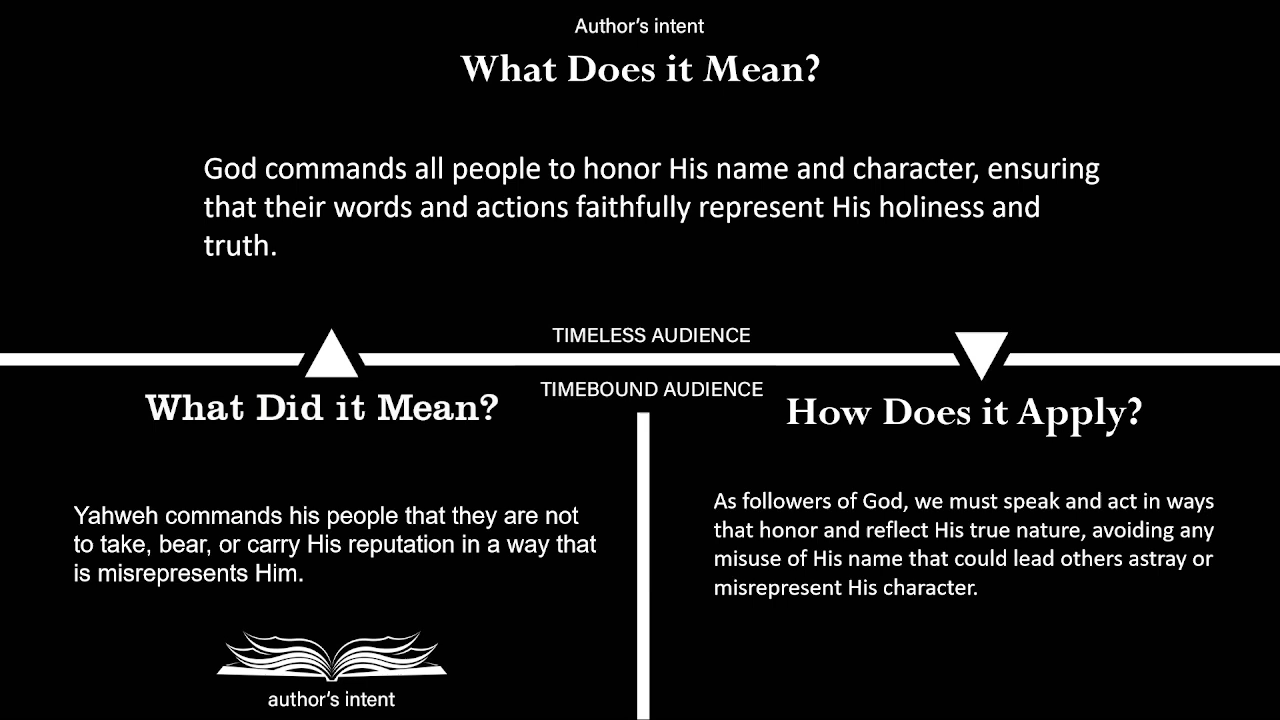 Author's intent
What Does it Mean?
God commands all people to honor His name and character, ensuring
that their words and actions faithfully represent His holiness and
truth.
TIMELESS AUDIENCE
TIMEBOUND AUDIENCE
What Did it Mean?
Yahweh commands his people that they are not
to take, bear, or carry His reputation in a way that
is misrepresents Him.
author's intent
How Does it Apply?
As followers of God, we must speak and act in ways
that honor and reflect His true nature, avoiding any
misuse of His name that could lead others astray or
misrepresent His character.